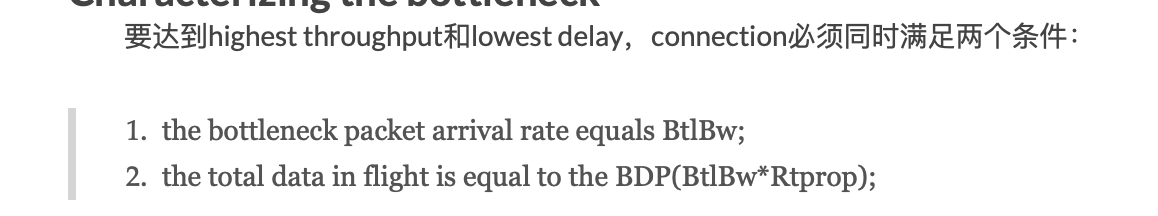 Characterizing the bottleneck
要达到highest throughput和lowest delay，connection必须同时满足两个条件：
1. the bottleneck packet arrival rate equals BtlBw;
2. the total data in flight is equal to the BDP(BtlBw*Rtprop);